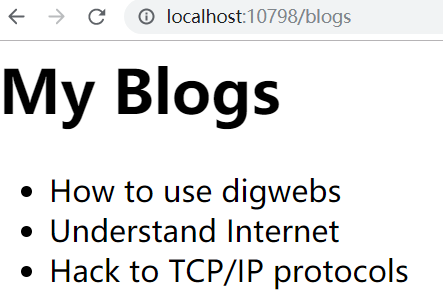 localhost:10798/blogs
My Blogs
How to use digwebs
Understand Internet
Hack to TCP/IP protocols